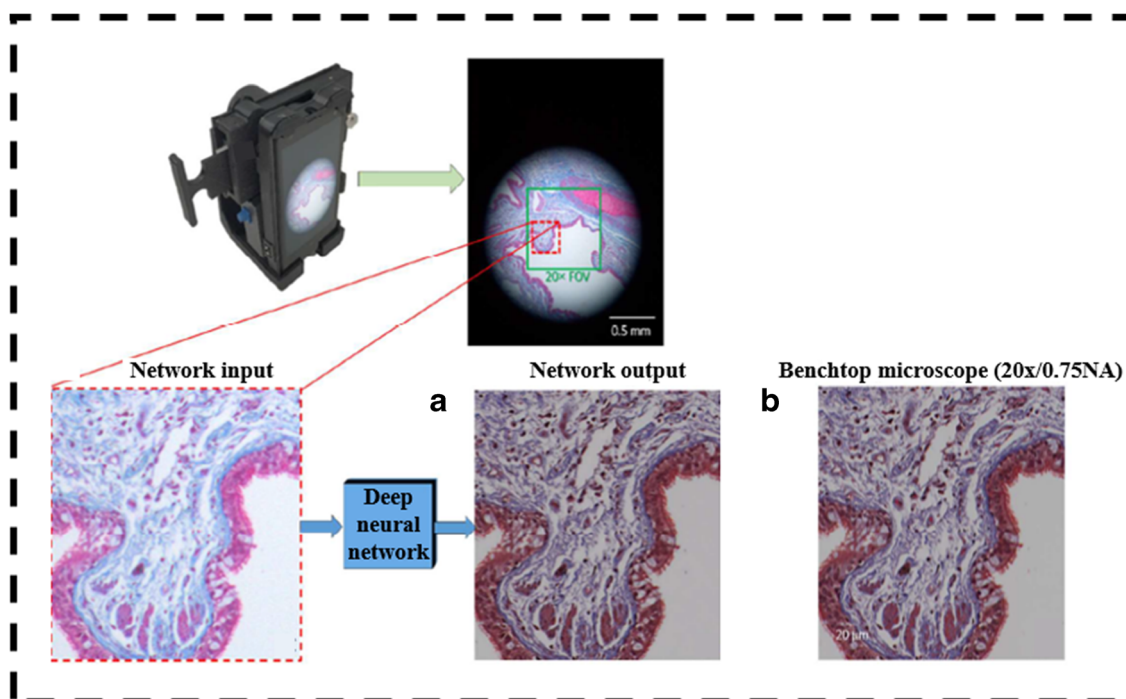 20× FOV
0.5 mm
Network input
Network output
Benchtop microscope (20x/0.75NA)
a
b
Deep
neural
network
20 µm